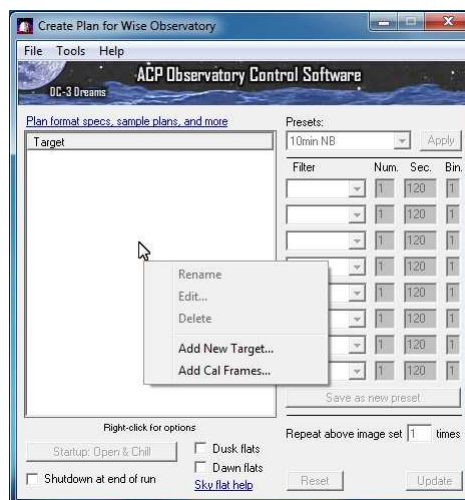 Create Plan for Wise Observatory
File Tools Help
ACP Observatory Control Software
DC-3 Dreams
Plan format specs, sample plans, and more
Presets:
Target
10min NB
Apply
Filter Num. Sec. Bin.
1 120 1
1 120 1
1 120 1
1 120 1
1 120 1
1 120 1
1 120 1
1 120 1
Rename
Edit...
Delete
Add New Target...
Add Cal Frames...
Save as new preset
Right-click for options
Repeat above image set 1 times
Startup: Open & Chill
Dusk flats
Dawn flats
Shutdown at end of run
Sky flat help
Reset
Update